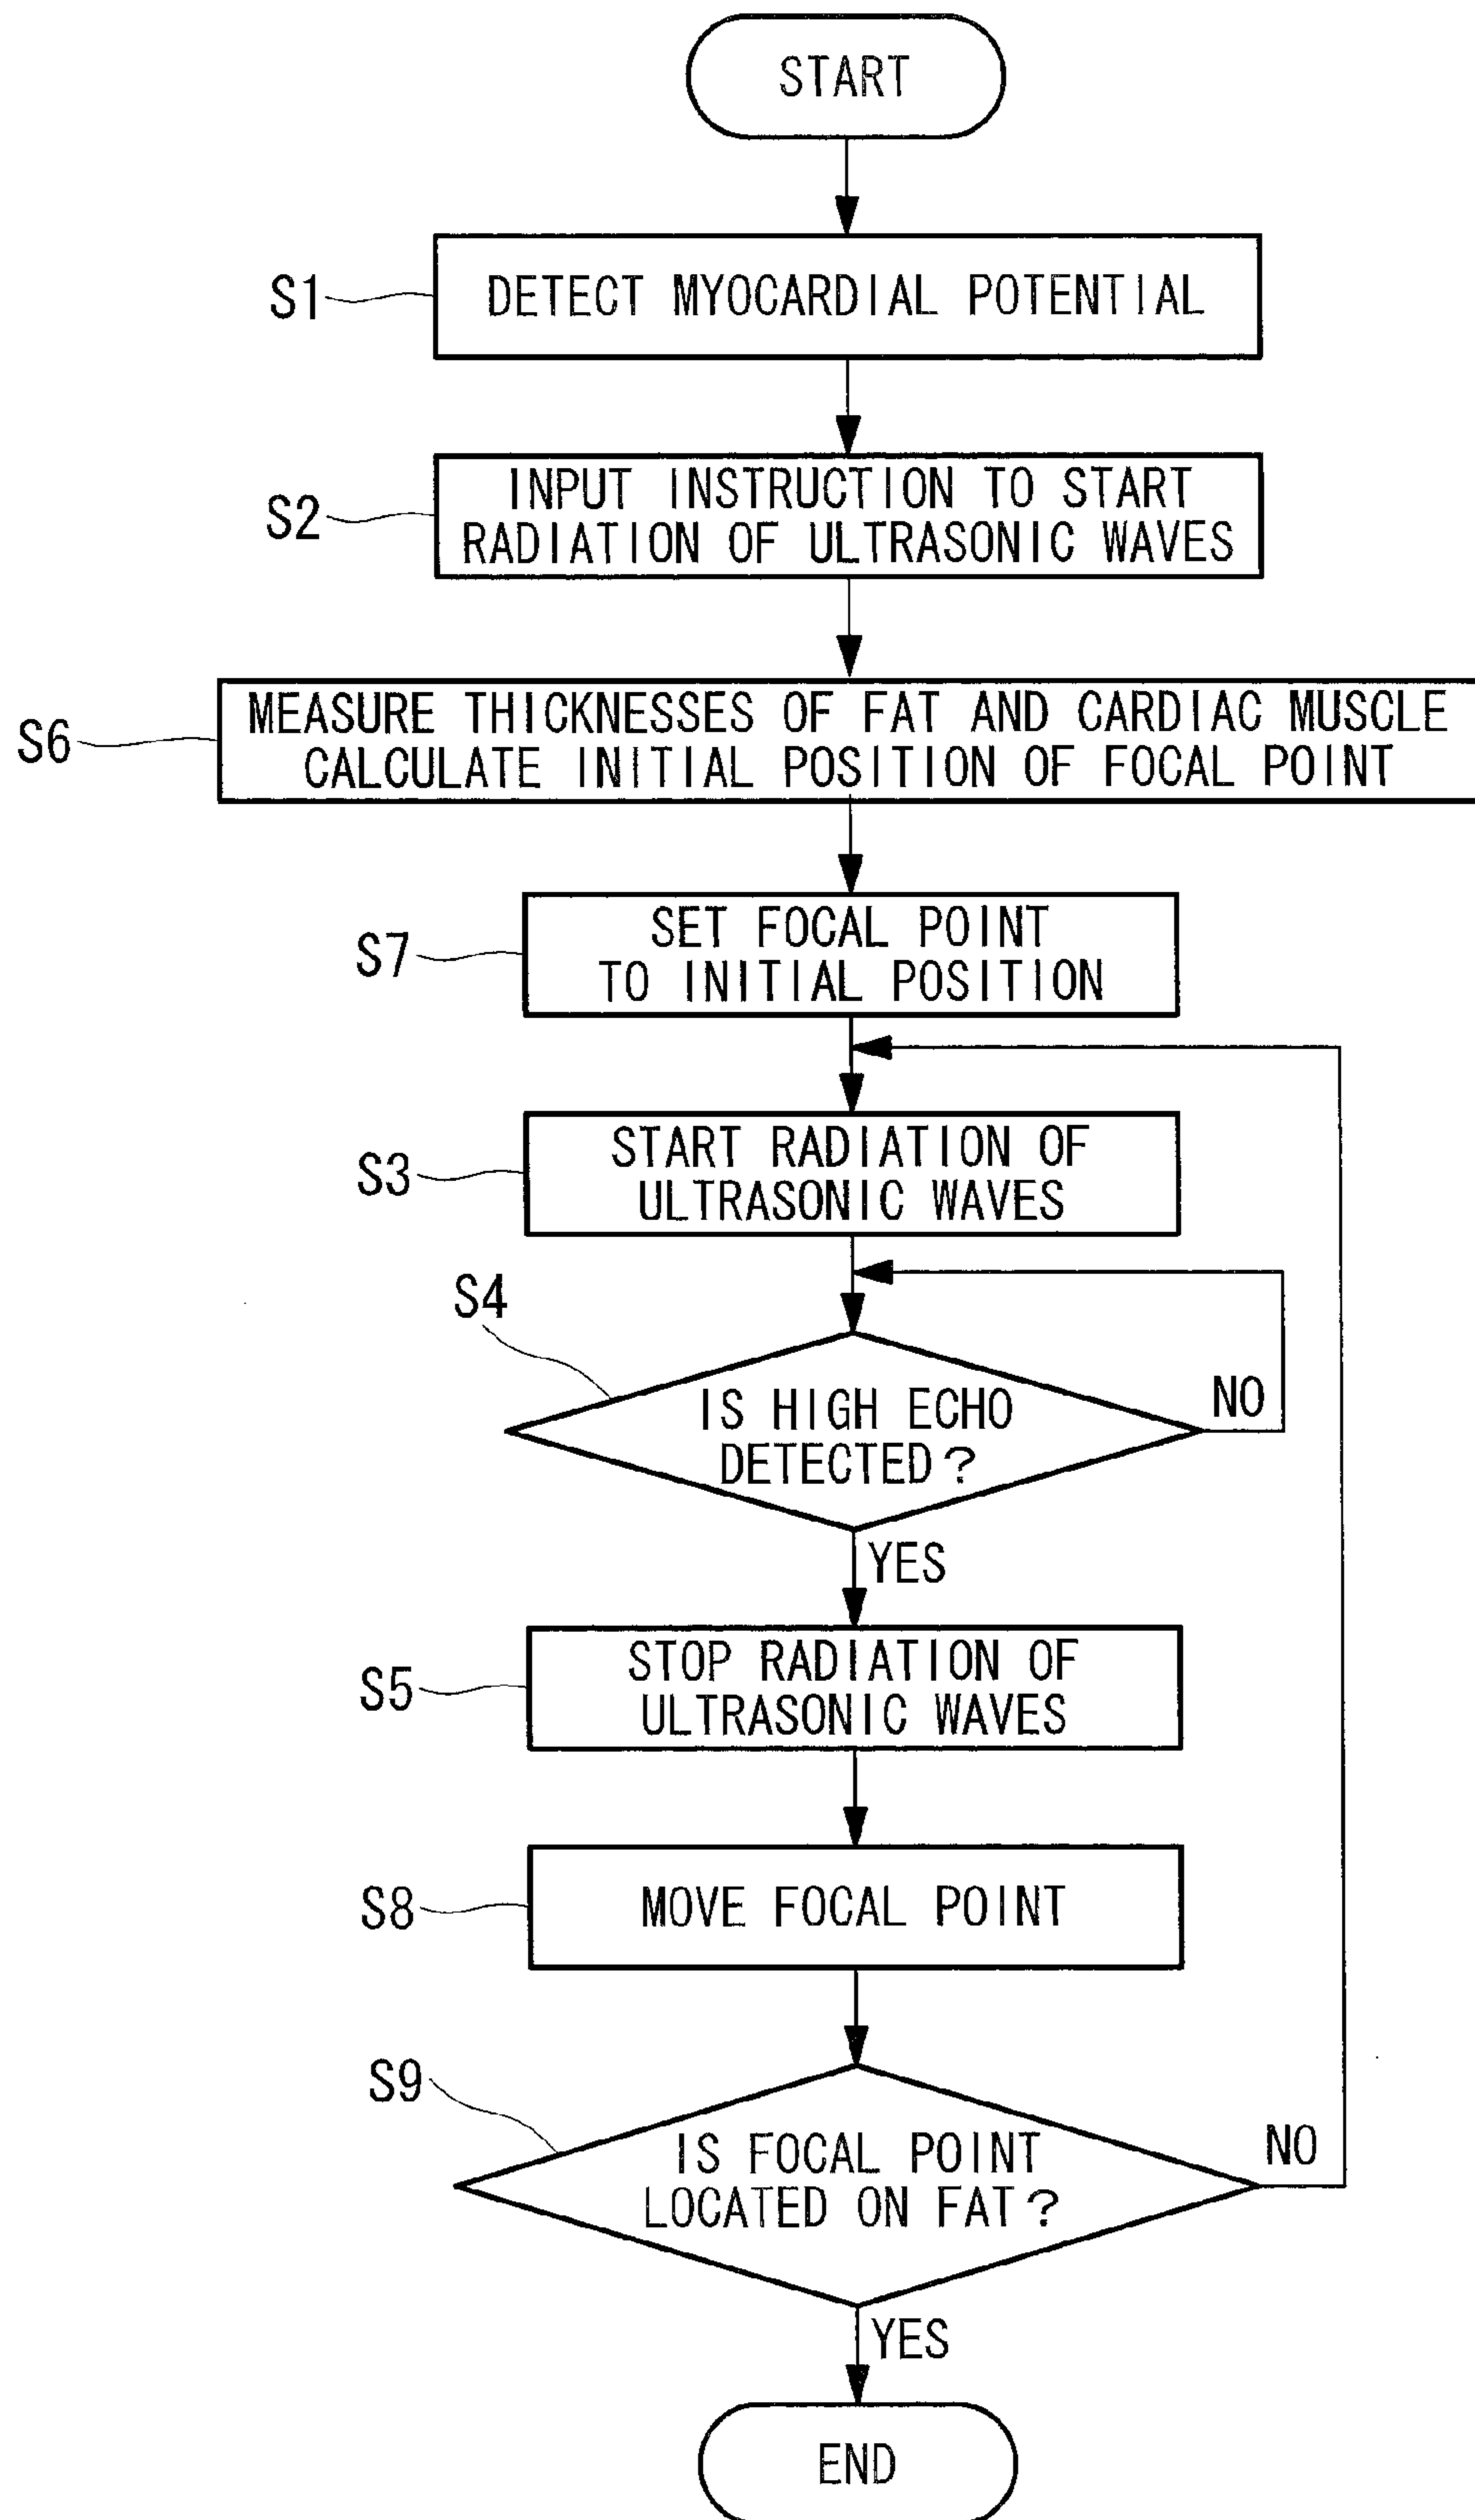 START
S1
DETECT MYOCARDIAL POTENTIAL
S2
INPUT INSTRUCTION TO START
RADIATION OF ULTRASONIC WAVES
S6
MEASURE THICKNESSES OF FAT AND CARDIAC MUSCLE
CALCULATE INITIAL POSITION OF FOCAL POINT
S7
SET FOCAL POINT
TO INITIAL POSITION
S3
START RADIATION OF
ULTRASONIC WAVES
S4
IS HIGH ECHO
DETECTED?
NO
YES
S5
STOP RADIATION OF
ULTRASONIC WAVES
S8
MOVE FOCAL POINT
S9
IS FOCAL POINT
LOCATED ON FAT?
NO
YES
END